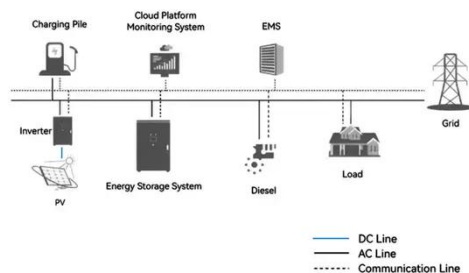 Cloud Platform
Monitoring System
EMS
Charging Pile
Grid
Inverter
PV
Energy Storage System
Diesel
Load
DC Line
AC Line
Communication Line